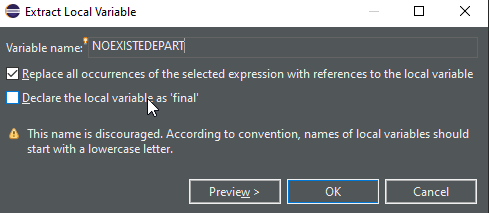 Extract Local Variable
Variable name: NOEXISTEDEPART
Replace all occurrences of the selected expression with references to the local variable
Declare the local variable as 'final'
This name is discouraged. According to convention, names of local variables should
start with a lowercase letter.
Preview > OK Cancel